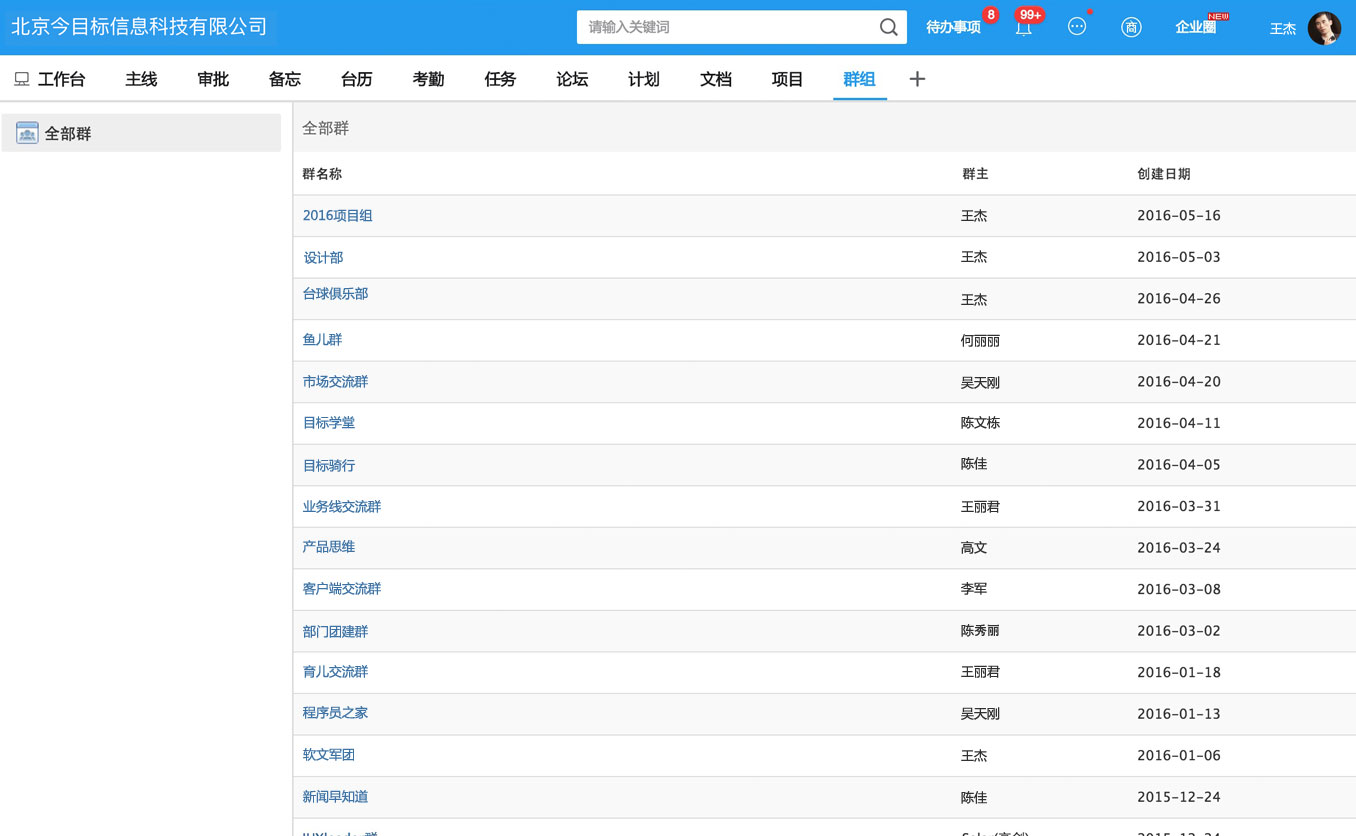 北京今目标信息科技有限公司
请输入关键词
待办事项 8 99+ 商 企业圈 NEW 王杰
工作台 主线 审批 备忘 台历 考勤 任务 论坛 计划 文档 项目 群组
全部群
全部群
群名称 群主 创建日期
2016项目组 王杰 2016-05-16
设计部 王杰 2016-05-03
台球俱乐部 王杰 2016-04-26
鱼儿群 何丽丽 2016-04-21
市场交流群 吴天刚 2016-04-20
目标学堂 陈文栋 2016-04-11
目标骑行 陈佳 2016-04-05
业务线交流群 王丽君 2016-03-31
产品思维 高文 2016-03-24
客户端交流群 李军 2016-03-08
部门团建群 陈秀丽 2016-03-02
育儿交流群 王丽君 2016-01-18
程序员之家 吴天刚 2016-01-13
软文军团 王杰 2016-01-06
新闻早知道 陈佳 2015-12-24